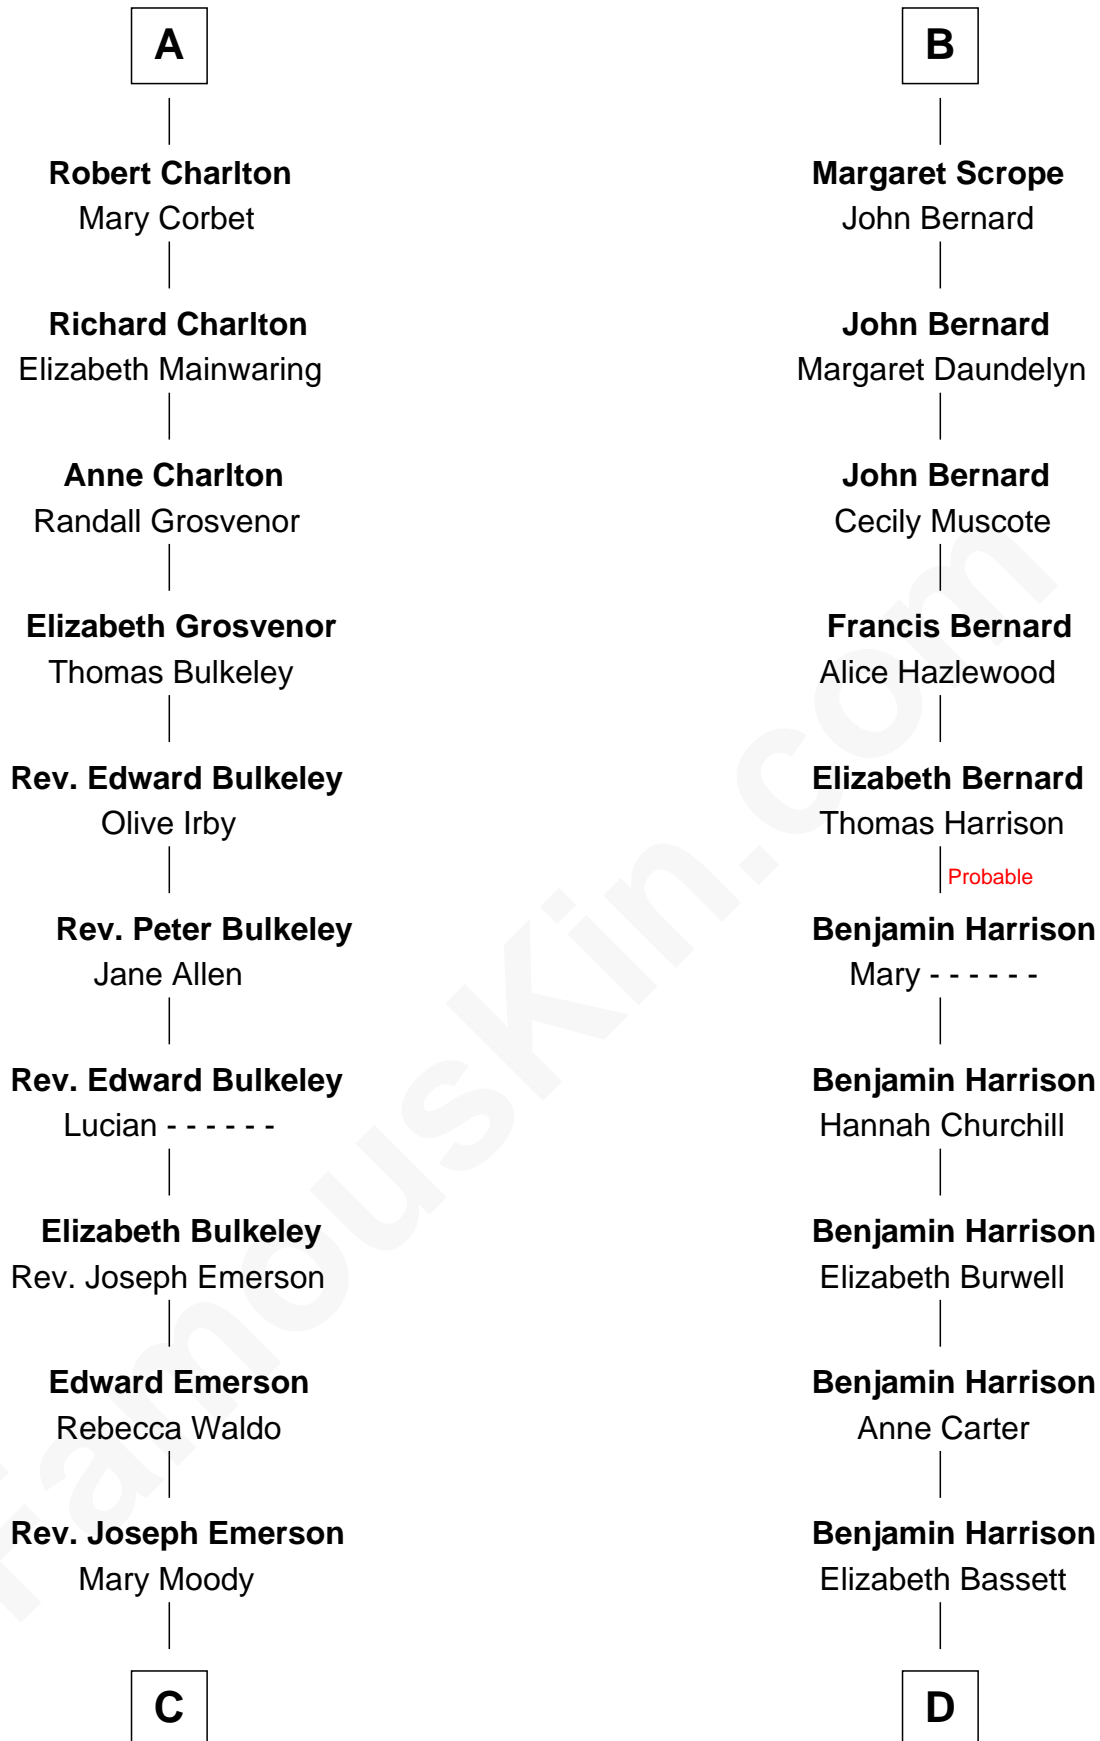 A
Robert Charlton
Mary Corbet
Richard Charlton
Elizabeth Mainwaring
Anne Charlton
Randall Grosvenor
Elizabeth Grosvenor
Thomas Bulkeley
Rev. Edward Bulkeley
Olive Irby
Rev. Peter Bulkeley
Jane Allen
Rev. Edward Bulkeley
Lucian - - - - - -
Elizabeth Bulkeley
Rev. Joseph Emerson
Edward Emerson
Rebecca Waldo
Rev. Joseph Emerson
Mary Moody
C
B
Margaret Scrope
John Bernard
John Bernard
Margaret Daundelyn
John Bernard
Cecily Muscote
Francis Bernard
Alice Hazlewood
Elizabeth Bernard
Thomas Harrison
Probable
Benjamin Harrison
Mary - - - - - -
Benjamin Harrison
Hannah Churchill
Benjamin Harrison
Elizabeth Burwell
Benjamin Harrison
Anne Carter
Benjamin Harrison
Elizabeth Bassett
D
FamousKin.com